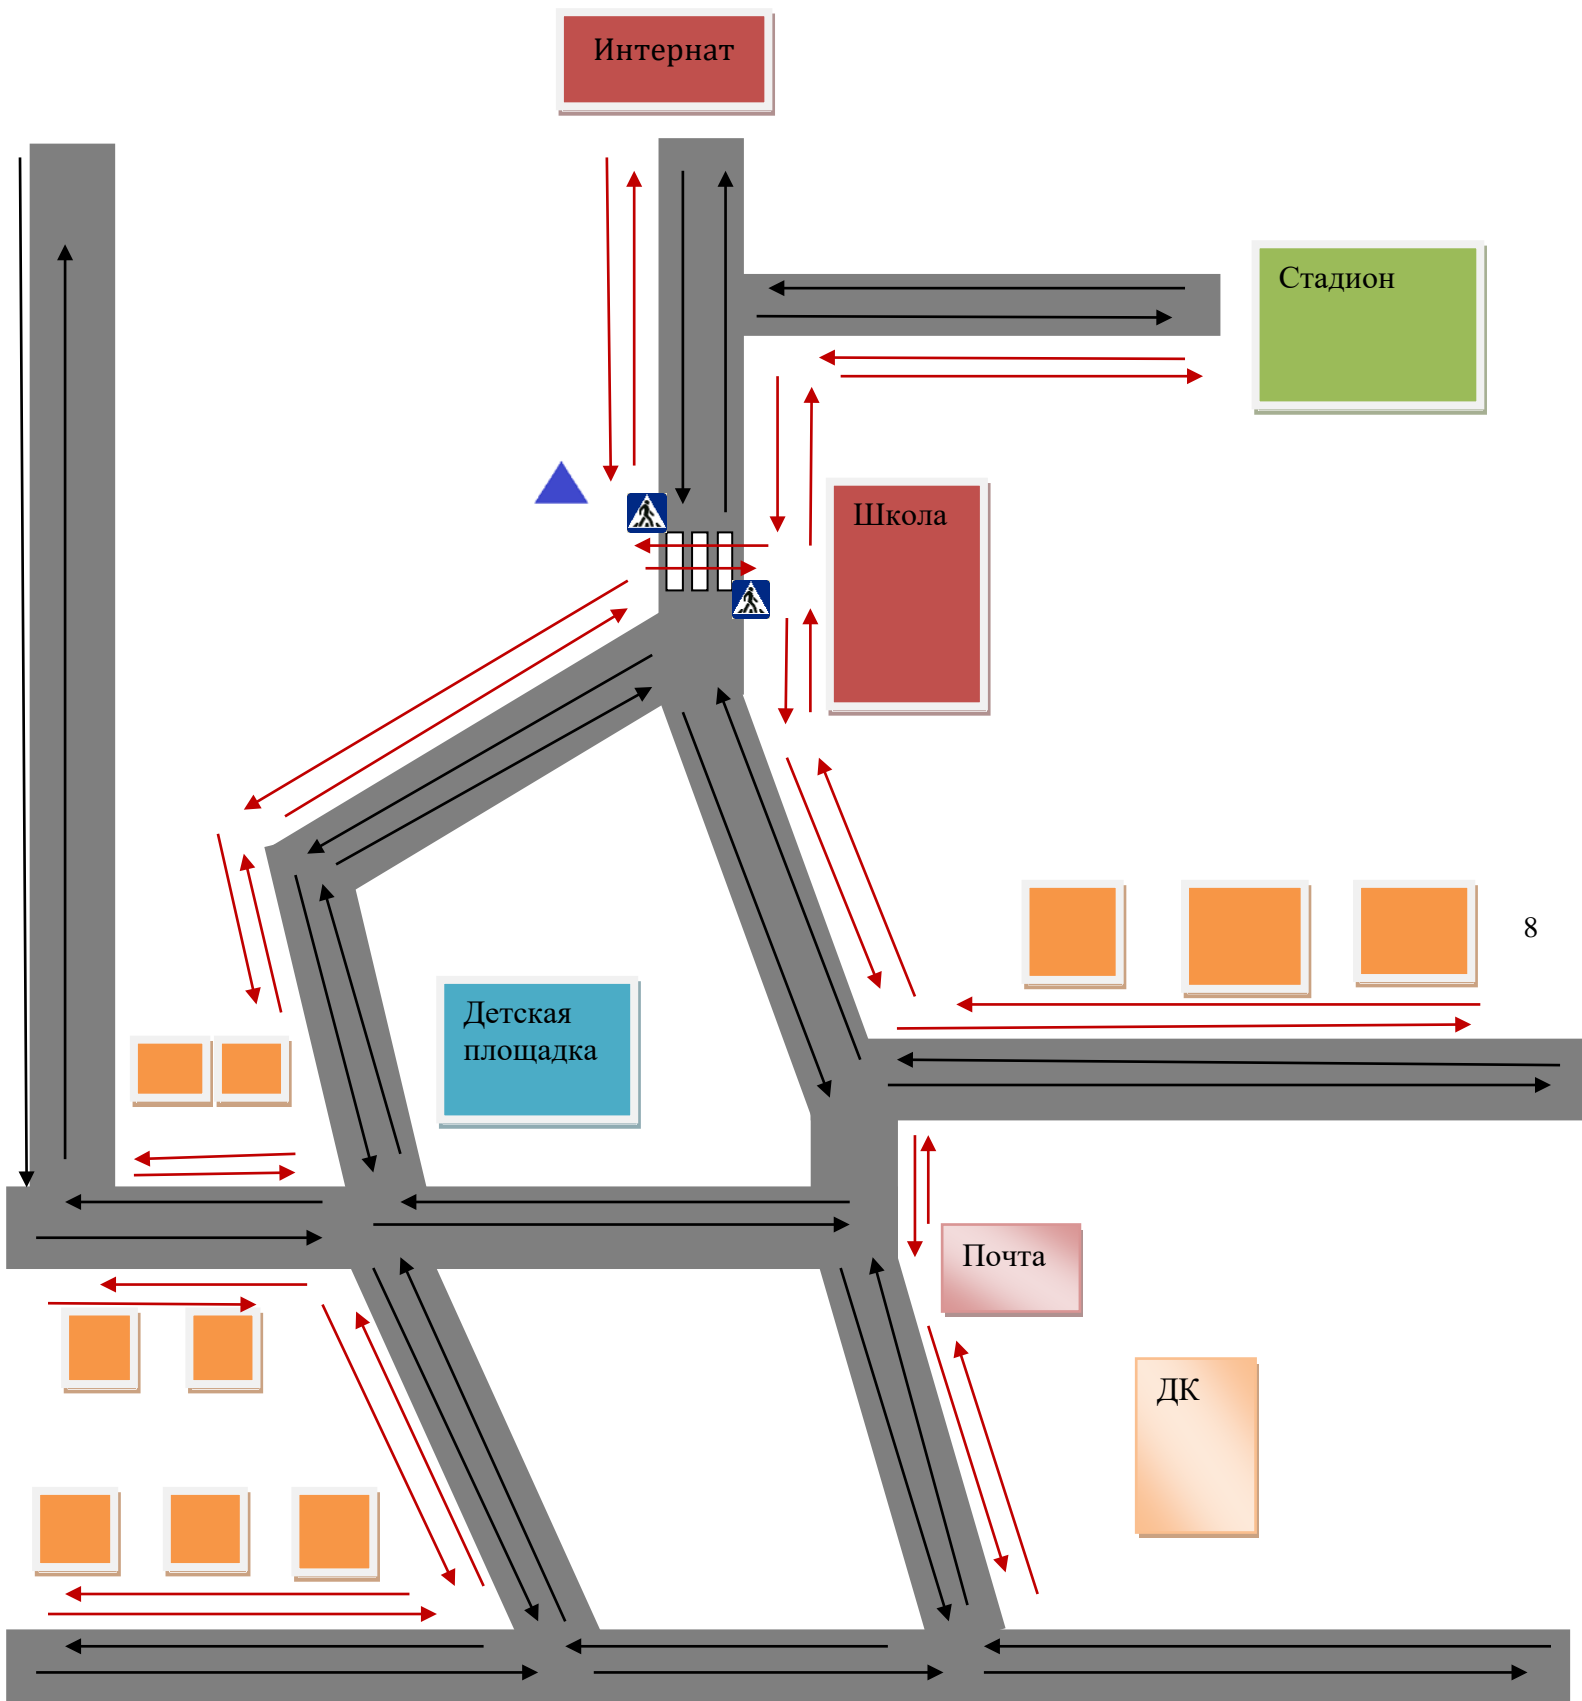 Интернат
Стадион
Школа
8
Детская
площадка
Почта
ДК